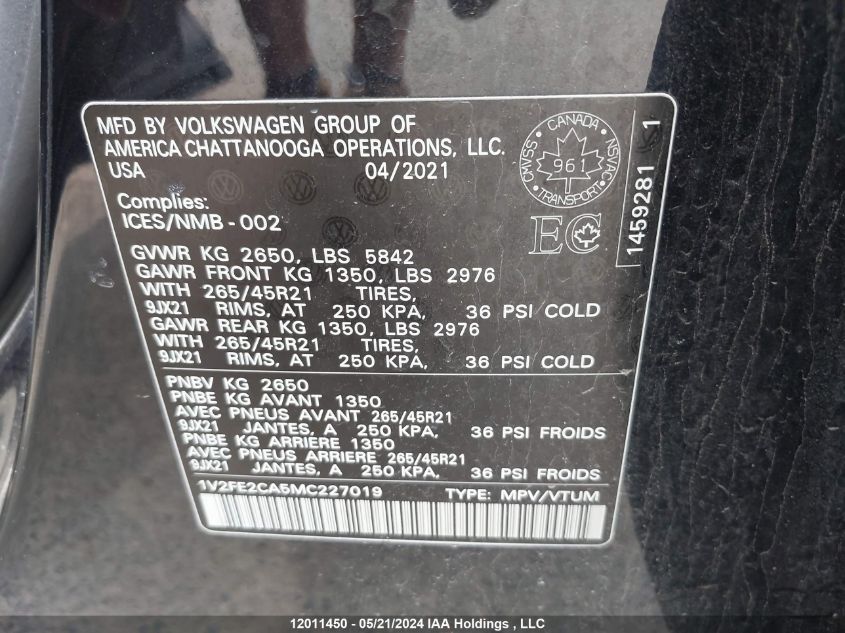 MFD BY VOLKSWAGEN GROUP OF
AMERICA CHATTANOOGA OPERATIONS, LLC.
USA 04/2021
CANADA
CMVSS NSVAC
961
TRANSPORT
EC
1459281 1
Complies:
ICES/NMB-002
GVWR KG 2650, LBS 5842
GAWR FRONT KG 1350, LBS 2976
WITH 265/45R21 TIRES,
9JX21 RIMS, AT 250 KPA, 36 PSI COLD
GAWR REAR KG 1350, LBS 2976
WITH 265/45R21 TIRES,
9JX21 RIMS, AT 250 KPA, 36 PSI COLD
PNBV KG 2650
PNBE KG AVANT 1350
AVEC PNEUS AVANT 265/45R21
9JX21 JANTES, A 250 KPA, 36 PSI FROIDS
PNBE KG ARRIERE 1350
AVEC PNEUS ARRIERE 265/45R21
9JX21 JANTES, A 250 KPA, 36 PSI FROIDS
1V2FE2CA5MC227019 TYPE: MPV/VTUM
12011450 - 05/21/2024 IAA Holdings , LLC